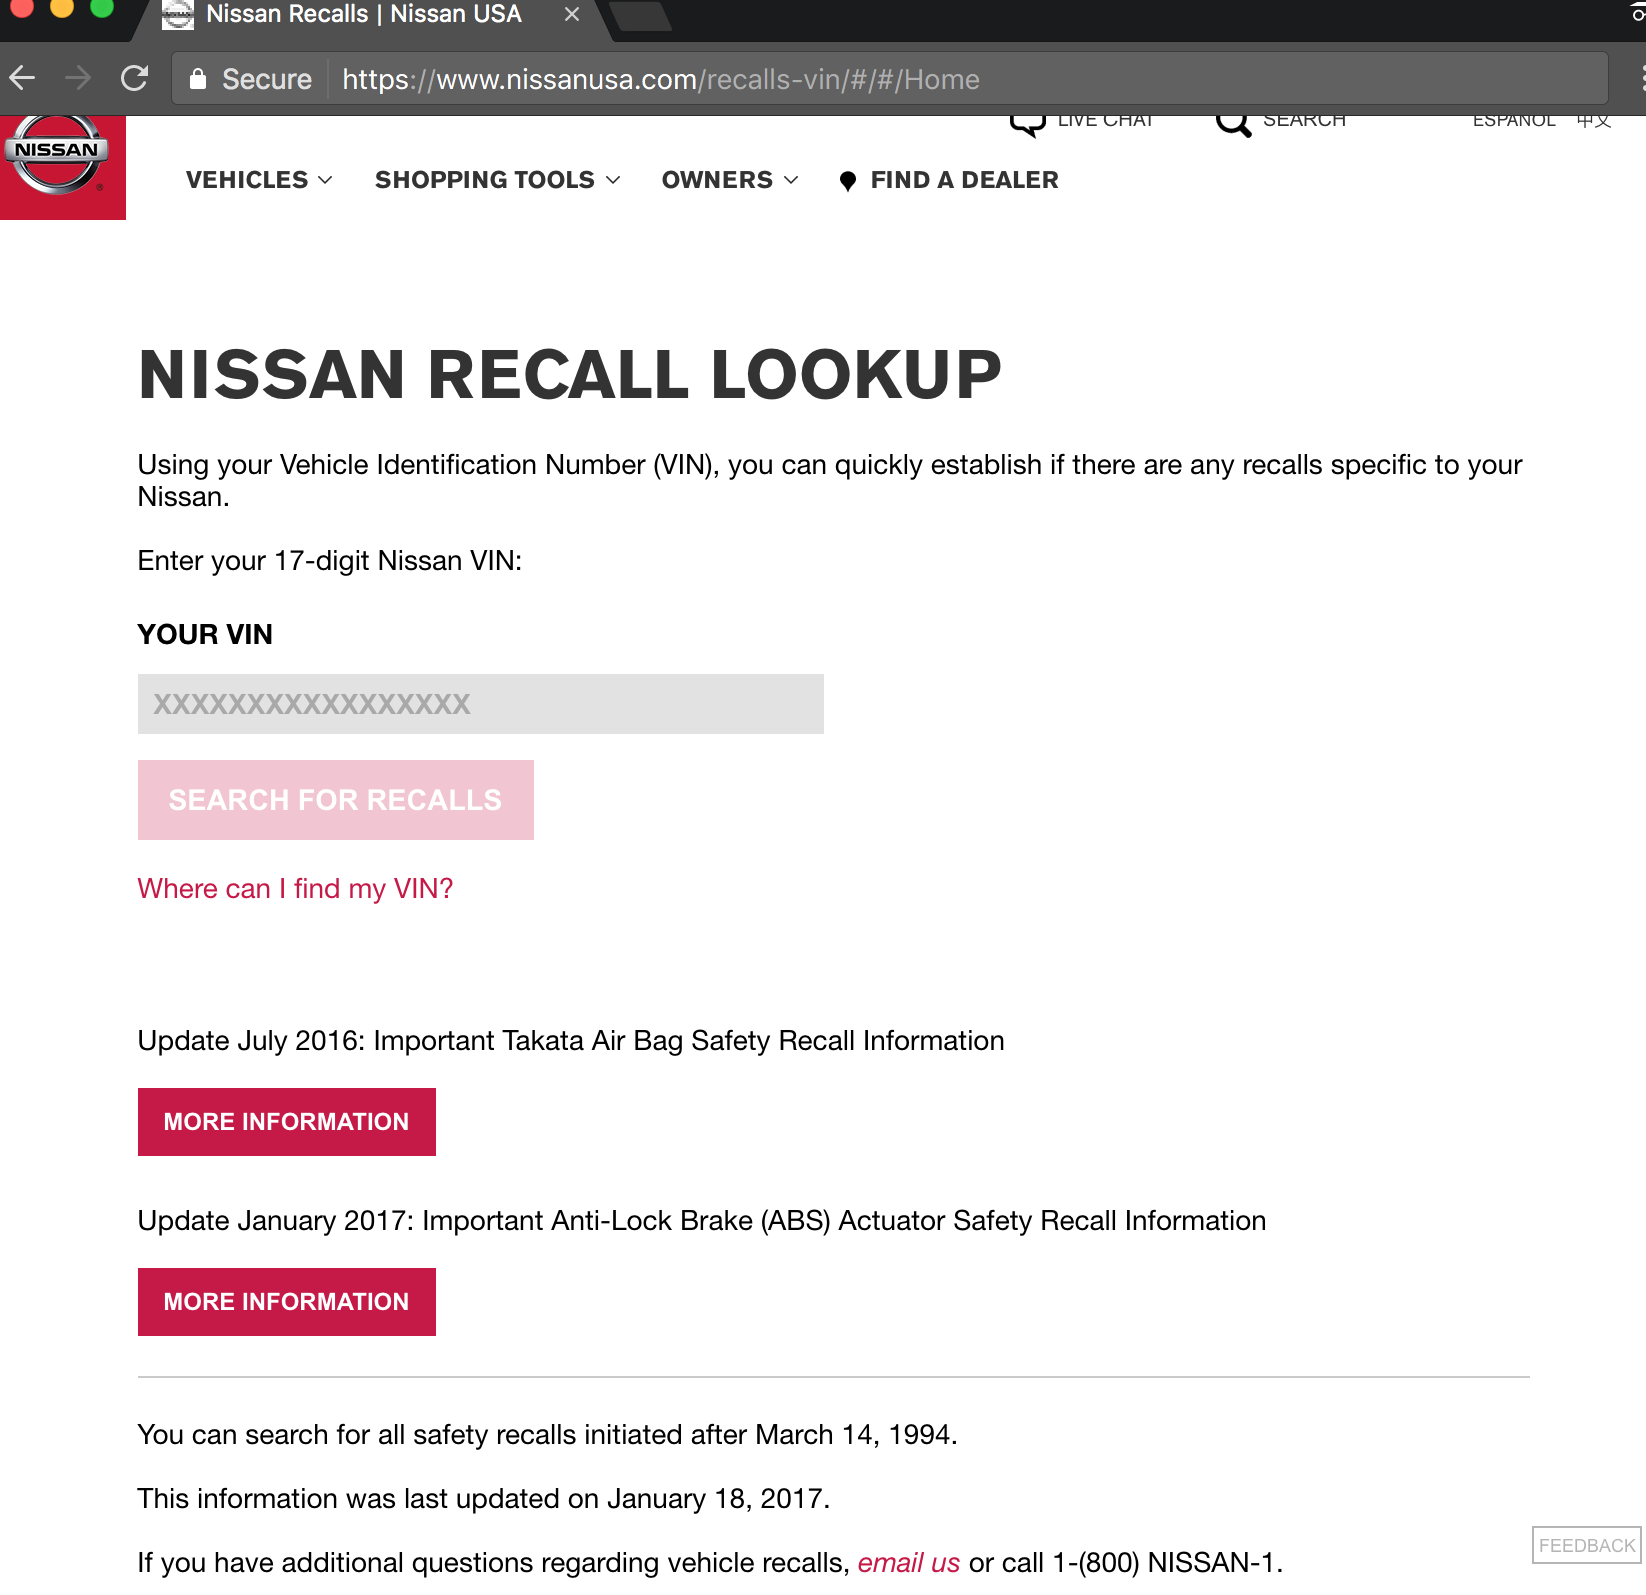 Nissan Recalls | Nissan USA
Secure https://www.nissanusa.com/recalls-vin/#/#/Home
LIVE CHAT SEARCH ESPAÑOL 中文
NISSAN
VEHICLES SHOPPING TOOLS OWNERS FIND A DEALER
NISSAN RECALL LOOKUP
Using your Vehicle Identification Number (VIN), you can quickly establish if there are any recalls specific to your
Nissan.
Enter your 17-digit Nissan VIN:
YOUR VIN
XXXXXXXXXXXXXXXXX
SEARCH FOR RECALLS
Where can I find my VIN?
Update July 2016: Important Takata Air Bag Safety Recall Information
MORE INFORMATION
Update January 2017: Important Anti-Lock Brake (ABS) Actuator Safety Recall Information
MORE INFORMATION
You can search for all safety recalls initiated after March 14, 1994.
This information was last updated on January 18, 2017.
If you have additional questions regarding vehicle recalls, email us or call 1-(800) NISSAN-1.
FEEDBACK